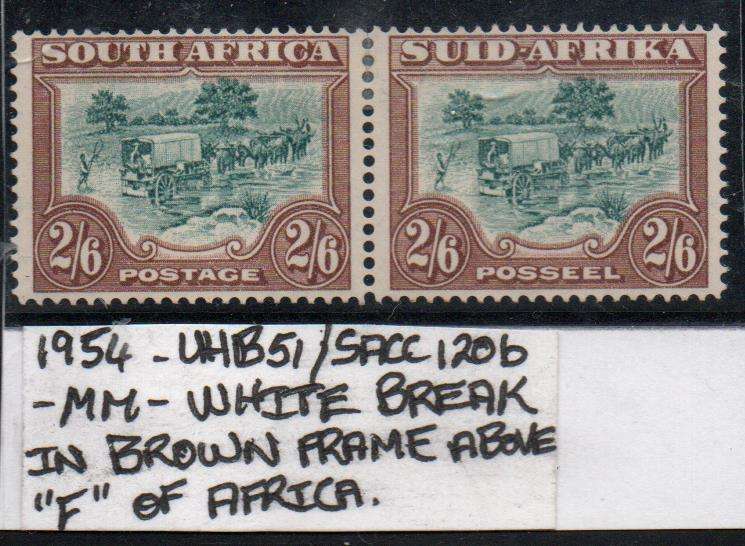 SOUTH AFRICA
2/6 POSTAGE 2/6
SUID-AFRIKA
2/6 POSSEEL 2/6
1954 - UHB51/SACC120b
- MM - WHITE BREAK
IN BROWN FRAME ABOVE
"F" OF AFRICA.